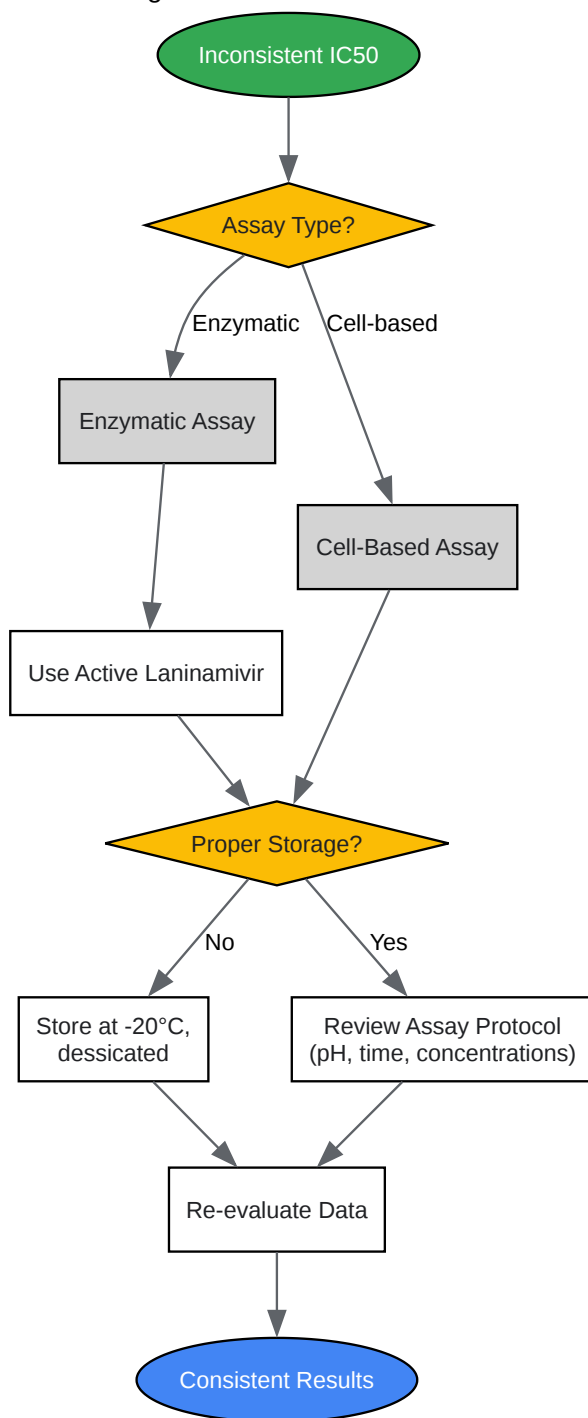 Inconsistent IC50
Assay Type?
Enzymatic
Cell-based
Enzymatic Assay
Cell-Based Assay
Use Active Laninamivir
Proper Storage?
No
Yes
Store at -20°C,
dessicated
Review Assay Protocol
(pH, time, concentrations)
Re-evaluate Data
Consistent Results